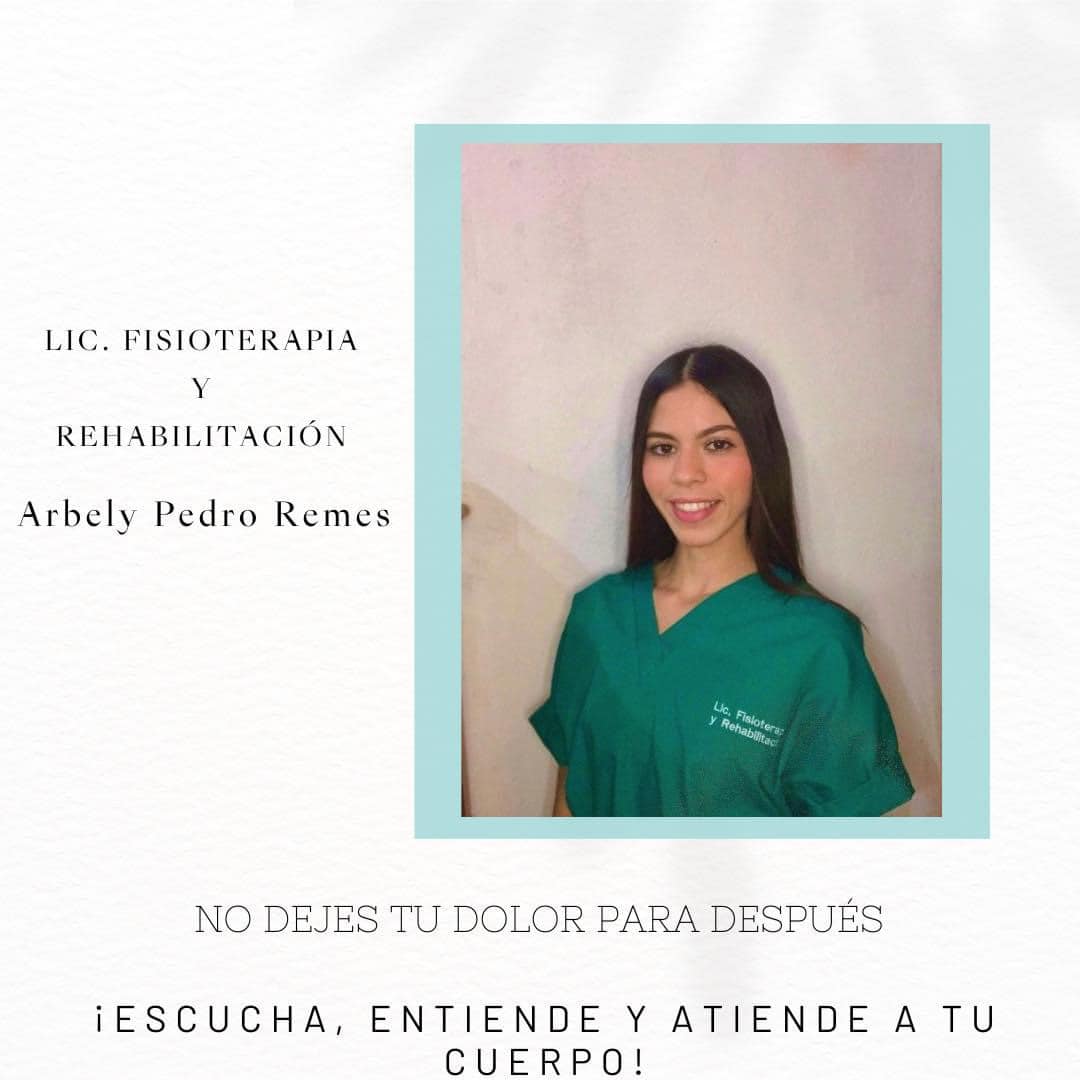 LIC. FISIOTERAPIA
Y
REHABILITACIÓN
Arbely Pedro Remes
Lic. Fisiotera
y Rehabilitac
NO DEJES TU DOLOR PARA DESPUÉS
¡ESCUCHA, ENTIENDE Y ATIENDE A TU
CUERPO!